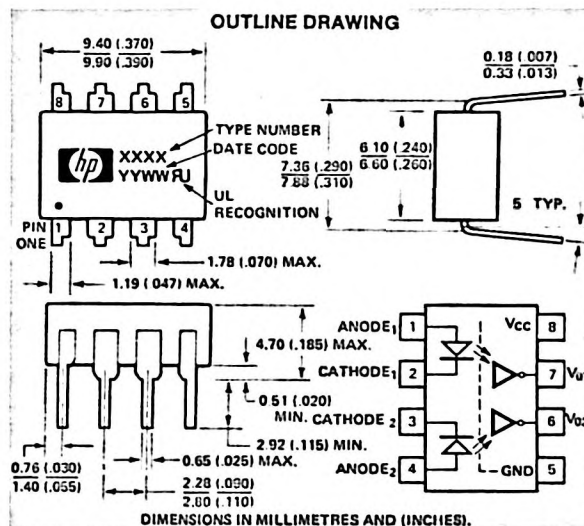 OUTLINE DRAWING
9.40 (.370)
9.90 (.390)
0.18 (.007)
0.33 (.013)
8 7 6 5
hp
XXXX
YYWW
TYPE NUMBER
DATE CODE
UL
RECOGNITION
PIN
ONE
1 2 3 4
1.78 (.070) MAX.
1.19 (.047) MAX.
7.36 (.290)
7.88 (.310)
6.10 (.240)
6.60 (.260)
5 TYP.
4.70 (.185) MAX.
0.51 (.020)
MIN.
2.92 (.115) MIN.
0.76 (.030)
1.40 (.055)
0.65 (.025) MAX.
2.28 (.090)
2.80 (.110)
ANODE1 1
CATHODE1 2
CATHODE 2 3
ANODE2 4
VCC 8
7
6
GND 5
DIMENSIONS IN MILLIMETRES AND (INCHES).